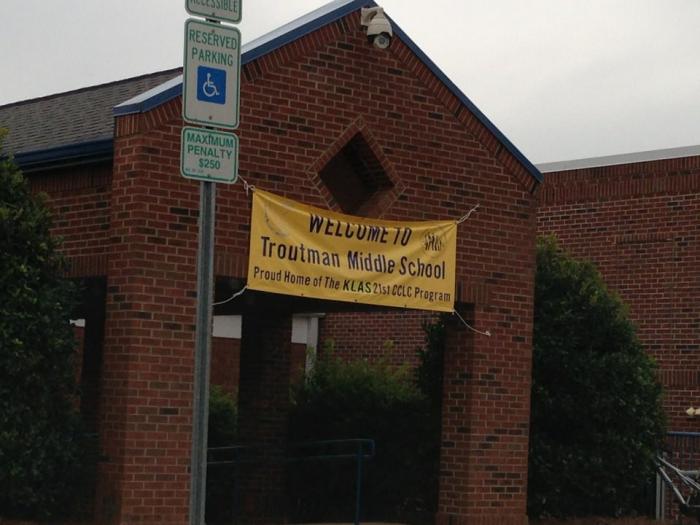 ACCESSIBLE
RESERVED
PARKING
MAXIMUM
PENALTY
$250
WELCOME TO
Troutman Middle School
Proud Home of The KLAS 21st CCLC Program